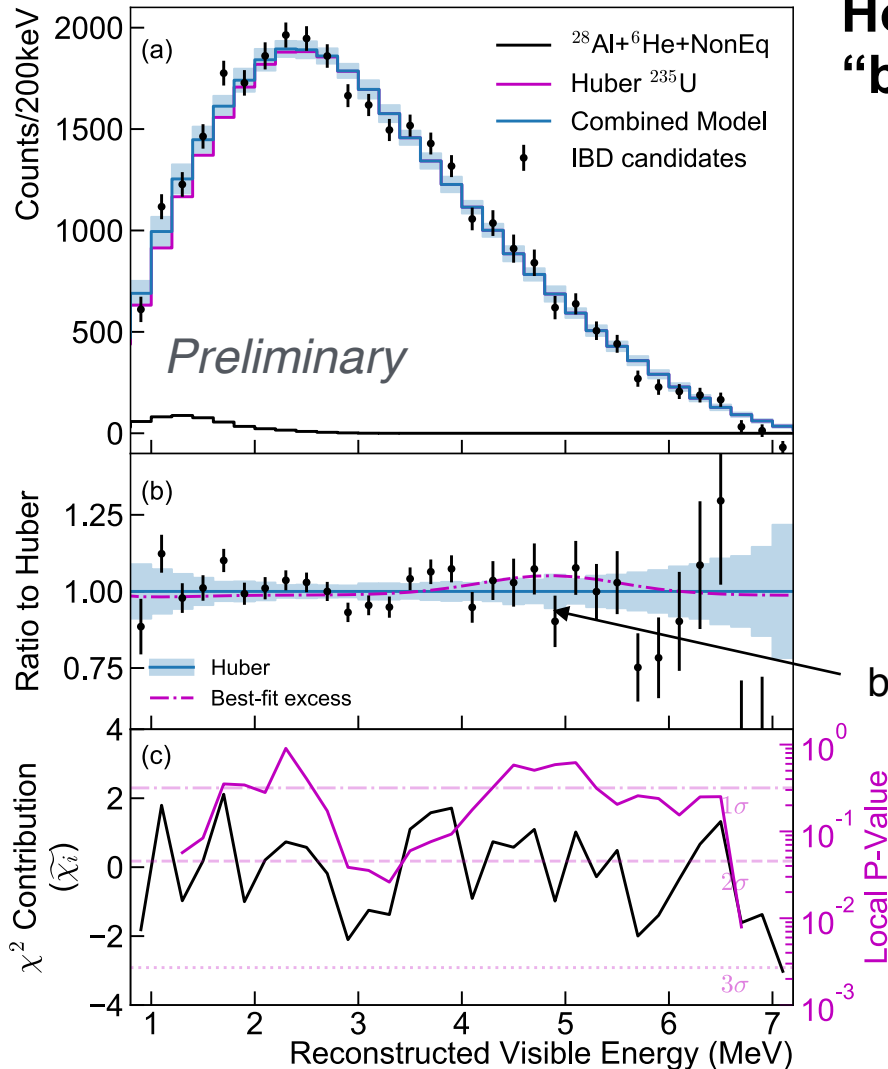 He
“b
2000
1500
1000
500
0
Counts/200keV
(a)
²⁸Al+⁶He+NonEq
Huber ²³⁵U
Combined Model
IBD candidates
Preliminary
(b)
1.25
1.00
0.75
Ratio to Huber
Huber
Best-fit excess
b
(c)
4
2
0
−2
−4
χ² Contribution
(χ̃ᵢ)
1σ
2σ
3σ
10⁰
10⁻¹
10⁻²
10⁻³
Local P-Value
1 2 3 4 5 6 7
Reconstructed Visible Energy (MeV)